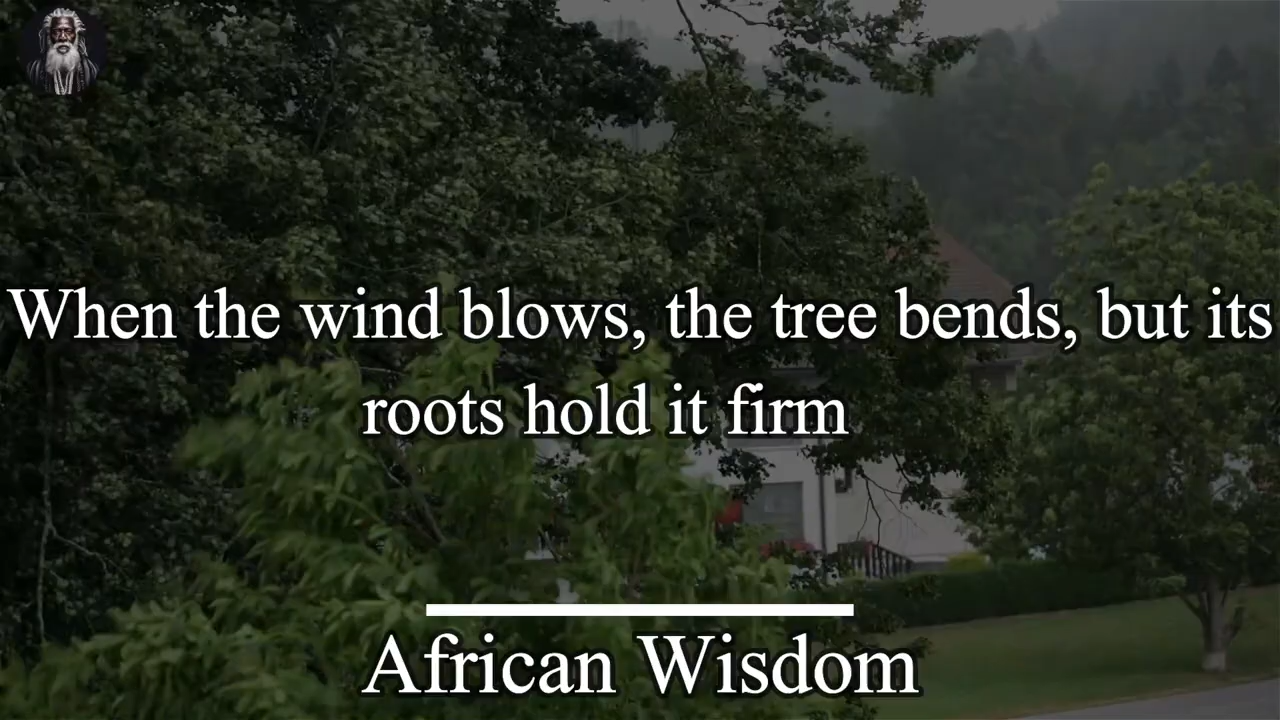 When the wind blows, the tree bends, but its
roots hold it firm
African Wisdom